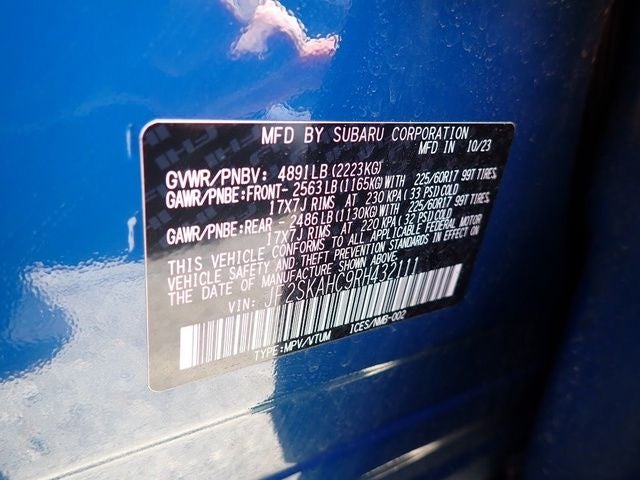 MFD BY SUBARU CORPORATION
MFD IN 10/23
GVWR/PNBV: 4891LB (2223KG)
GAWR/PNBE:FRONT- 2563LB(1165KG)WITH 225/60R17 99T TIRES,
17X7J RIMS AT 230 KPA( 33 PSI)COLD
GAWR/PNBE:REAR - 2486LB(1130KG)WITH 225/60R17 99T TIRES,
17X7J RIMS AT 220 KPA( 32 PSI)COLD
THIS VEHICLE CONFORMS TO ALL APPLICABLE FEDERAL MOTOR
VEHICLE SAFETY AND THEFT PREVENTION STANDARDS IN EFFECT ON
THE DATE OF MANUFACTURE SHOWN ABOVE.
VIN: JF2SKAHC9RH432111
TYPE:MPV/VTUM ICES/NMB-002